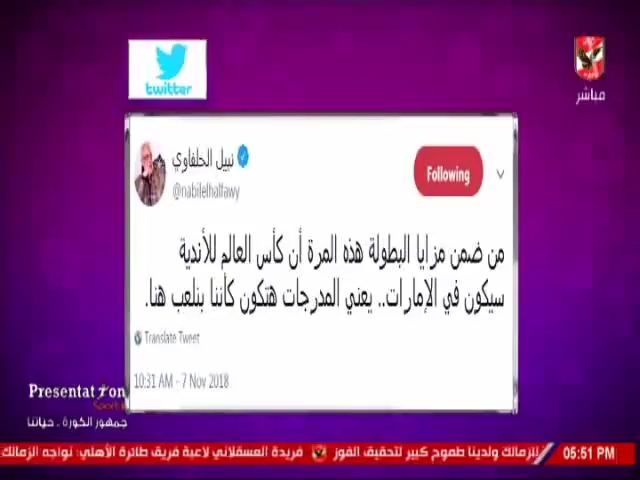 twitter
مباشر
نبيل الحلفاوي
@nabilelhalfawy
Following
من ضمن مزايا البطولة هذه المرة أن كأس العالم للأندية
سيكون في الإمارات.. يعني المدرجات هتكون كأننا بنلعب هنا.
Translate Tweet
10:31 AM - 7 Nov 2018
Presentation
Sports
جمهور الكورة .. حياتنا
للزمالك ولدينا طموح كبير لتحقيق الفوز فريدة العسقلاني لاعبة فريق طائرة الأهلي: نواجه الزمالك
05:51 PM